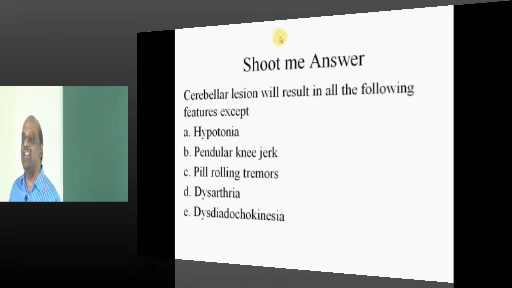 Shoot me Answer
Cerebellar lesion will result in all the following
features except
a. Hypotonia
b. Pendular knee jerk
c. Pill rolling tremors
d. Dysarthria
e. Dysdiadochokinesia